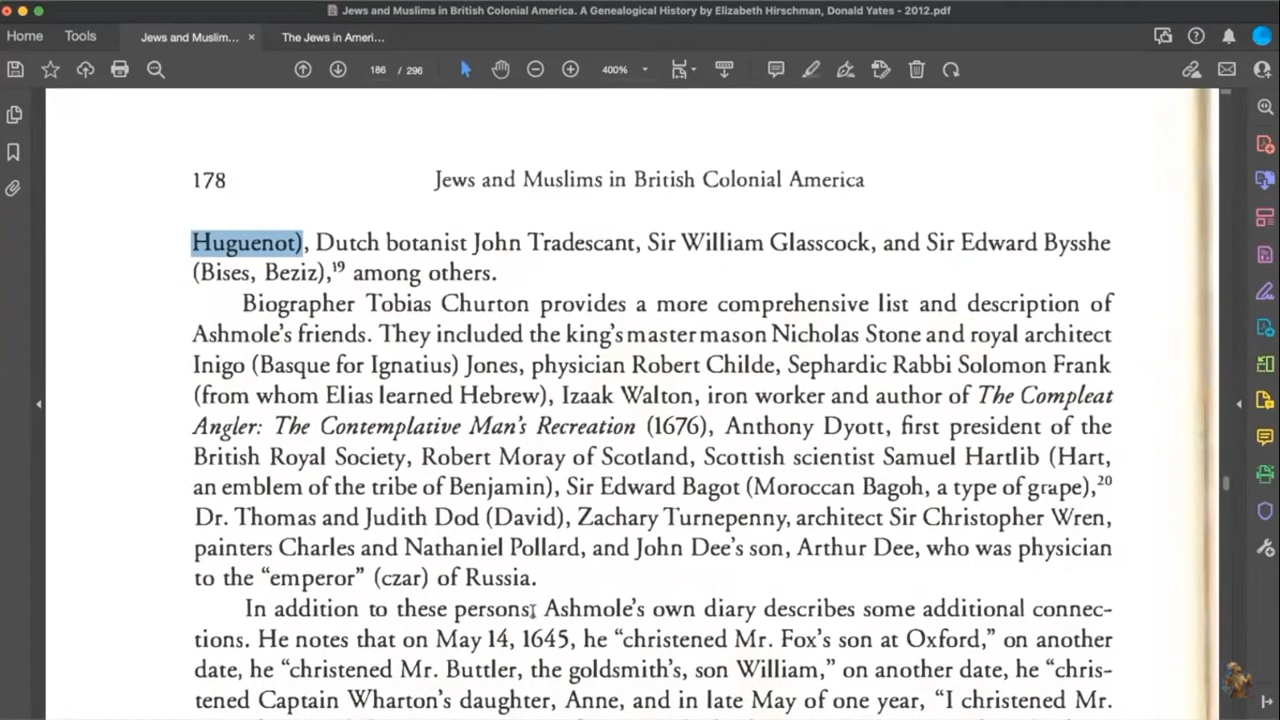 Jews and Muslims in British Colonial America. A Genealogical History by Elizabeth Hirschman, Donald Yates - 2012.pdf
Home Tools Jews and Muslim... × The Jews in Ameri...
186 / 296 400%
178 Jews and Muslims in British Colonial America
Huguenot), Dutch botanist John Tradescant, Sir William Glasscock, and Sir Edward Bysshe
(Bises, Beziz),19 among others.
Biographer Tobias Churton provides a more comprehensive list and description of
Ashmole's friends. They included the king's master mason Nicholas Stone and royal architect
Inigo (Basque for Ignatius) Jones, physician Robert Childe, Sephardic Rabbi Solomon Frank
(from whom Elias learned Hebrew), Izaak Walton, iron worker and author of The Compleat
Angler: The Contemplative Man's Recreation (1676), Anthony Dyott, first president of the
British Royal Society, Robert Moray of Scotland, Scottish scientist Samuel Hartlib (Hart,
an emblem of the tribe of Benjamin), Sir Edward Bagot (Moroccan Bagoh, a type of grape),20
Dr. Thomas and Judith Dod (David), Zachary Turnepenny, architect Sir Christopher Wren,
painters Charles and Nathaniel Pollard, and John Dee's son, Arthur Dee, who was physician
to the "emperor" (czar) of Russia.
In addition to these persons, Ashmole's own diary describes some additional connec-
tions. He notes that on May 14, 1645, he "christened Mr. Fox's son at Oxford," on another
date, he "christened Mr. Buttler, the goldsmith's, son William," on another date, he "chris-
tened Captain Wharton's daughter, Anne, and in late May of one year, "I christened Mr.